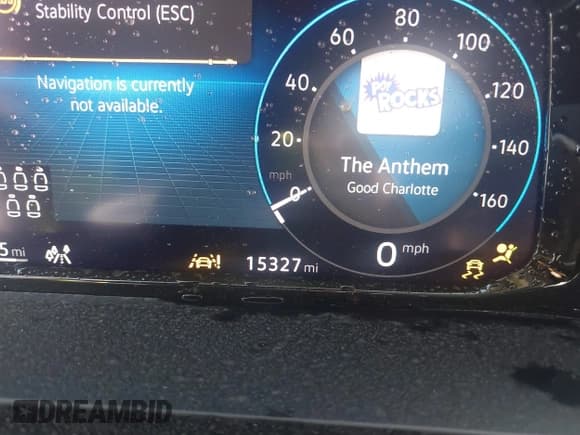 Stability Control (ESC)
Navigation is currently
not available.
0
20
40
60
80
100
120
140
160
mph
ROCKS
The Anthem
Good Charlotte
0 mph
5 mi
15327 mi
DREAMBID